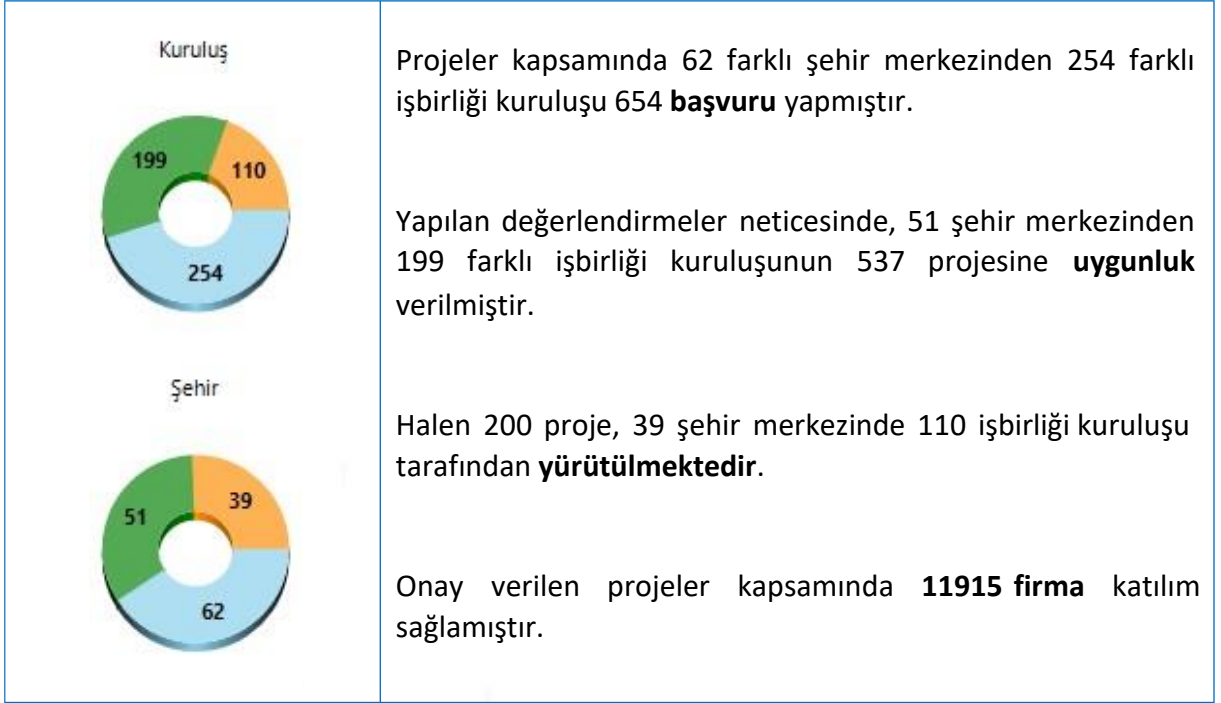 Kuruluş
199
110
254
Şehir
51
39
62
Projeler kapsamında 62 farklı şehir merkezinden 254 farklı
işbirliği kuruluşu 654 başvuru yapmıştır.
Yapılan değerlendirmeler neticesinde, 51 şehir merkezinden
199 farklı işbirliği kuruluşunun 537 projesine uygunluk
verilmiştir.
Halen 200 proje, 39 şehir merkezinde 110 işbirliği kuruluşu
tarafından yürütülmektedir.
Onay verilen projeler kapsamında 11915 firma katılım
sağlamıştır.